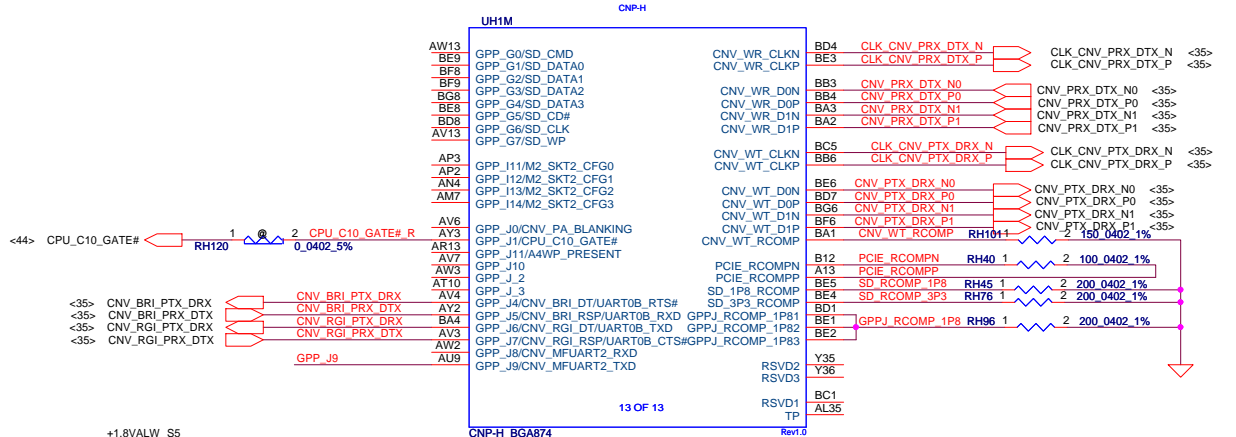 CNP-H
UH1M
AW13 GPP_G0/SD_CMD
BE9 GPP_G1/SD_DATA0
BF8 GPP_G2/SD_DATA1
BF9 GPP_G3/SD_DATA2
BG8 GPP_G4/SD_DATA3
BE8 GPP_G5/SD_CD#
BD8 GPP_G6/SD_CLK
AV13 GPP_G7/SD_WP
AP3 GPP_I11/M2_SKT2_CFG0
AP2 GPP_I12/M2_SKT2_CFG1
AN4 GPP_I13/M2_SKT2_CFG2
AM7 GPP_I14/M2_SKT2_CFG3
AV6 GPP_J0/CNV_PA_BLANKING
<44> CPU_C10_GATE# 1 @ 2 CPU_C10_GATE#_R AY3 GPP_J1/CPU_C10_GATE#
RH120 0_0402_5%
AR13 GPP_J11/A4WP_PRESENT
AV7 GPP_J10
AW3 GPP_J_2
AT10 GPP_J_3
<35> CNV_BRI_PTX_DRX CNV_BRI_PTX_DRX AV4 GPP_J4/CNV_BRI_DT/UART0B_RTS#
<35> CNV_BRI_PRX_DTX CNV_BRI_PRX_DTX AY2 GPP_J5/CNV_BRI_RSP/UART0B_RXD
<35> CNV_RGI_PTX_DRX CNV_RGI_PTX_DRX BA4 GPP_J6/CNV_RGI_DT/UART0B_TXD
<35> CNV_RGI_PRX_DTX CNV_RGI_PRX_DTX AV3 GPP_J7/CNV_RGI_RSP/UART0B_CTS#
AW2 GPP_J8/CNV_MFUART2_RXD
GPP_J9 AU9 GPP_J9/CNV_MFUART2_TXD
CNV_WR_CLKN BD4 CLK_CNV_PRX_DTX_N CLK_CNV_PRX_DTX_N <35>
CNV_WR_CLKP BE3 CLK_CNV_PRX_DTX_P CLK_CNV_PRX_DTX_P <35>
CNV_WR_D0N BB3 CNV_PRX_DTX_N0 CNV_PRX_DTX_N0 <35>
CNV_WR_D0P BB4 CNV_PRX_DTX_P0 CNV_PRX_DTX_P0 <35>
CNV_WR_D1N BA3 CNV_PRX_DTX_N1 CNV_PRX_DTX_N1 <35>
CNV_WR_D1P BA2 CNV_PRX_DTX_P1 CNV_PRX_DTX_P1 <35>
CNV_WT_CLKN BC5 CLK_CNV_PTX_DRX_N CLK_CNV_PTX_DRX_N <35>
CNV_WT_CLKP BB6 CLK_CNV_PTX_DRX_P CLK_CNV_PTX_DRX_P <35>
CNV_WT_D0N BE6 CNV_PTX_DRX_N0 CNV_PTX_DRX_N0 <35>
CNV_WT_D0P BD7 CNV_PTX_DRX_P0 CNV_PTX_DRX_P0 <35>
CNV_WT_D1N BG6 CNV_PTX_DRX_N1 CNV_PTX_DRX_N1 <35>
CNV_WT_D1P BF6 CNV_PTX_DRX_P1 CNV_PTX_DRX_P1 <35>
CNV_WT_RCOMP BA1 CNV_WT_RCOMP RH101 1 2 150_0402_1%
PCIE_RCOMPN B12 PCIE_RCOMPN RH40 1 2 100_0402_1%
PCIE_RCOMPP A13 PCIE_RCOMPP
SD_1P8_RCOMP BE5 SD_RCOMP_1P8 RH45 1 2 200_0402_1%
SD_3P3_RCOMP BE4 SD_RCOMP_3P3 RH76 1 2 200_0402_1%
GPPJ_RCOMP_1P81 BD1
GPPJ_RCOMP_1P82 BE1 GPPJ_RCOMP_1P8 RH96 1 2 200_0402_1%
GPPJ_RCOMP_1P83 BE2
RSVD2 Y35
RSVD3 Y36
RSVD1 BC1
TP AL35
13 OF 13
CNP-H_BGA874 Rev1.0
+1.8VALW_S5